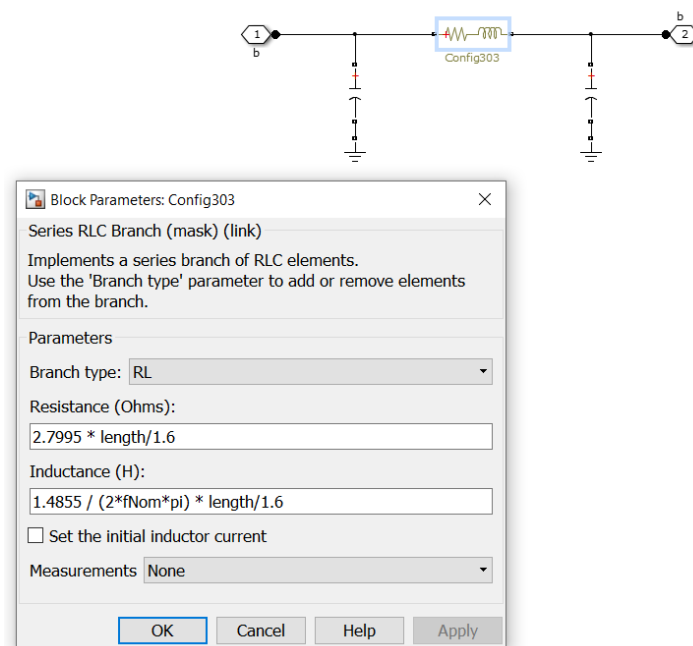 b
1
2
b
Config303
Block Parameters: Config303
Series RLC Branch (mask) (link)
Implements a series branch of RLC elements.
Use the 'Branch type' parameter to add or remove elements
from the branch.
Parameters
Branch type: RL
Resistance (Ohms):
2.7995 * length/1.6
Inductance (H):
1.4855 / (2*fNom*pi) * length/1.6
Set the initial inductor current
Measurements None
OK Cancel Help Apply